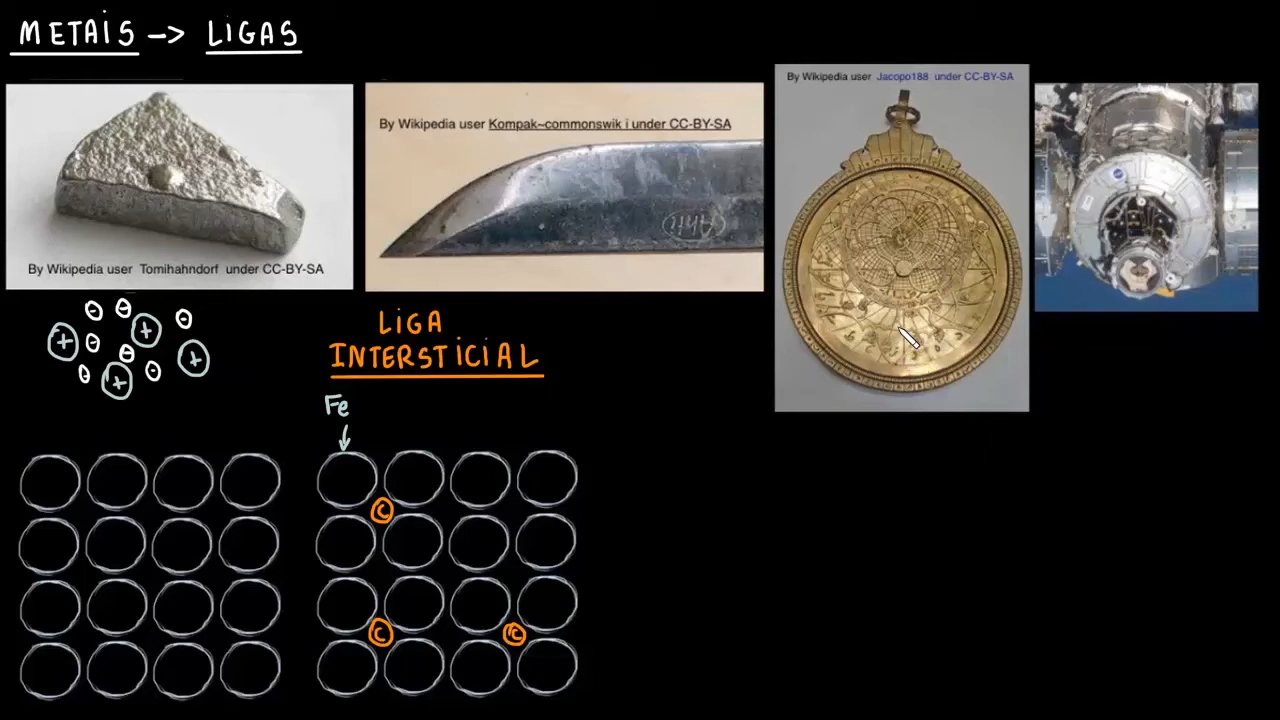 METAIS -> LIGAS
By Wikipedia user Tomihahndorf under CC-BY-SA
By Wikipedia user Kompak-commonswik i under CC-BY-SA
By Wikipedia user Jacopo188 under CC-BY-SA
LIGA
INTERSTICIAL
Fe
C
C
C